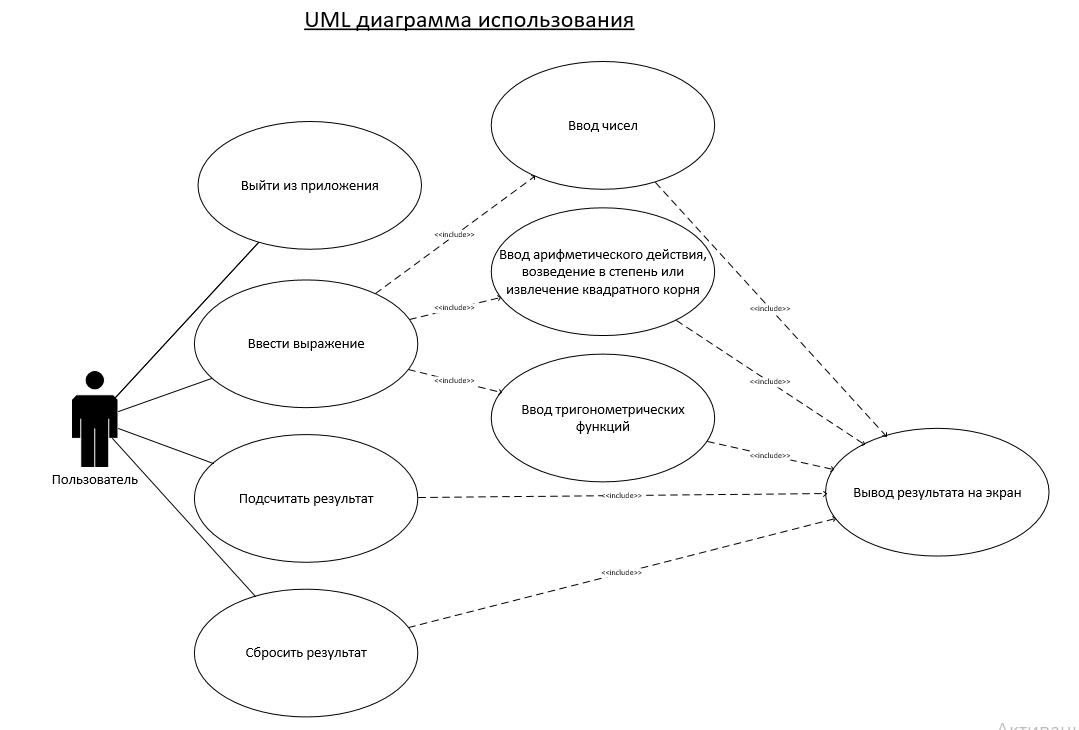 UML диаграмма использования
Ввод чисел
Выйти из приложения
<<include>>
Ввод арифметического действия,
возведение в степень или
извлечение квадратного корня
<<include>>
<<include>>
Ввести выражение
<<include>>
<<include>>
Ввод тригонометрических
функций
<<include>>
Пользователь
Подсчитать результат
<<include>>
<<include>>
Вывод результата на экран
<<include>>
Сбросить результат